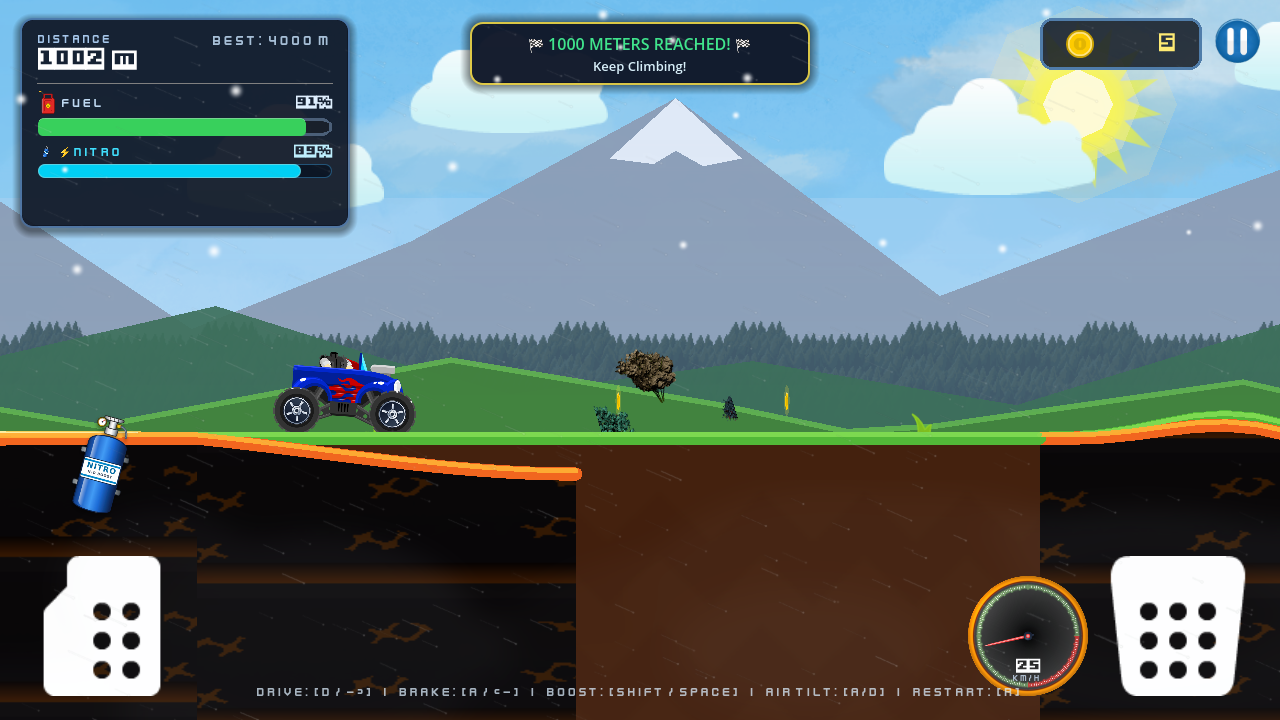 DISTANCE
BEST: 4000 M
1002 m
🏁 1000 METERS REACHED! 🏁
Keep Climbing!
5
FUEL
91%
⚡NITRO
89%
NITRO
25
KM/H
DRIVE: [D / ->] | BRAKE: [A / <-] | BOOST: [SHIFT / SPACE] | AIR TILT: [A/D] | RESTART: [R]